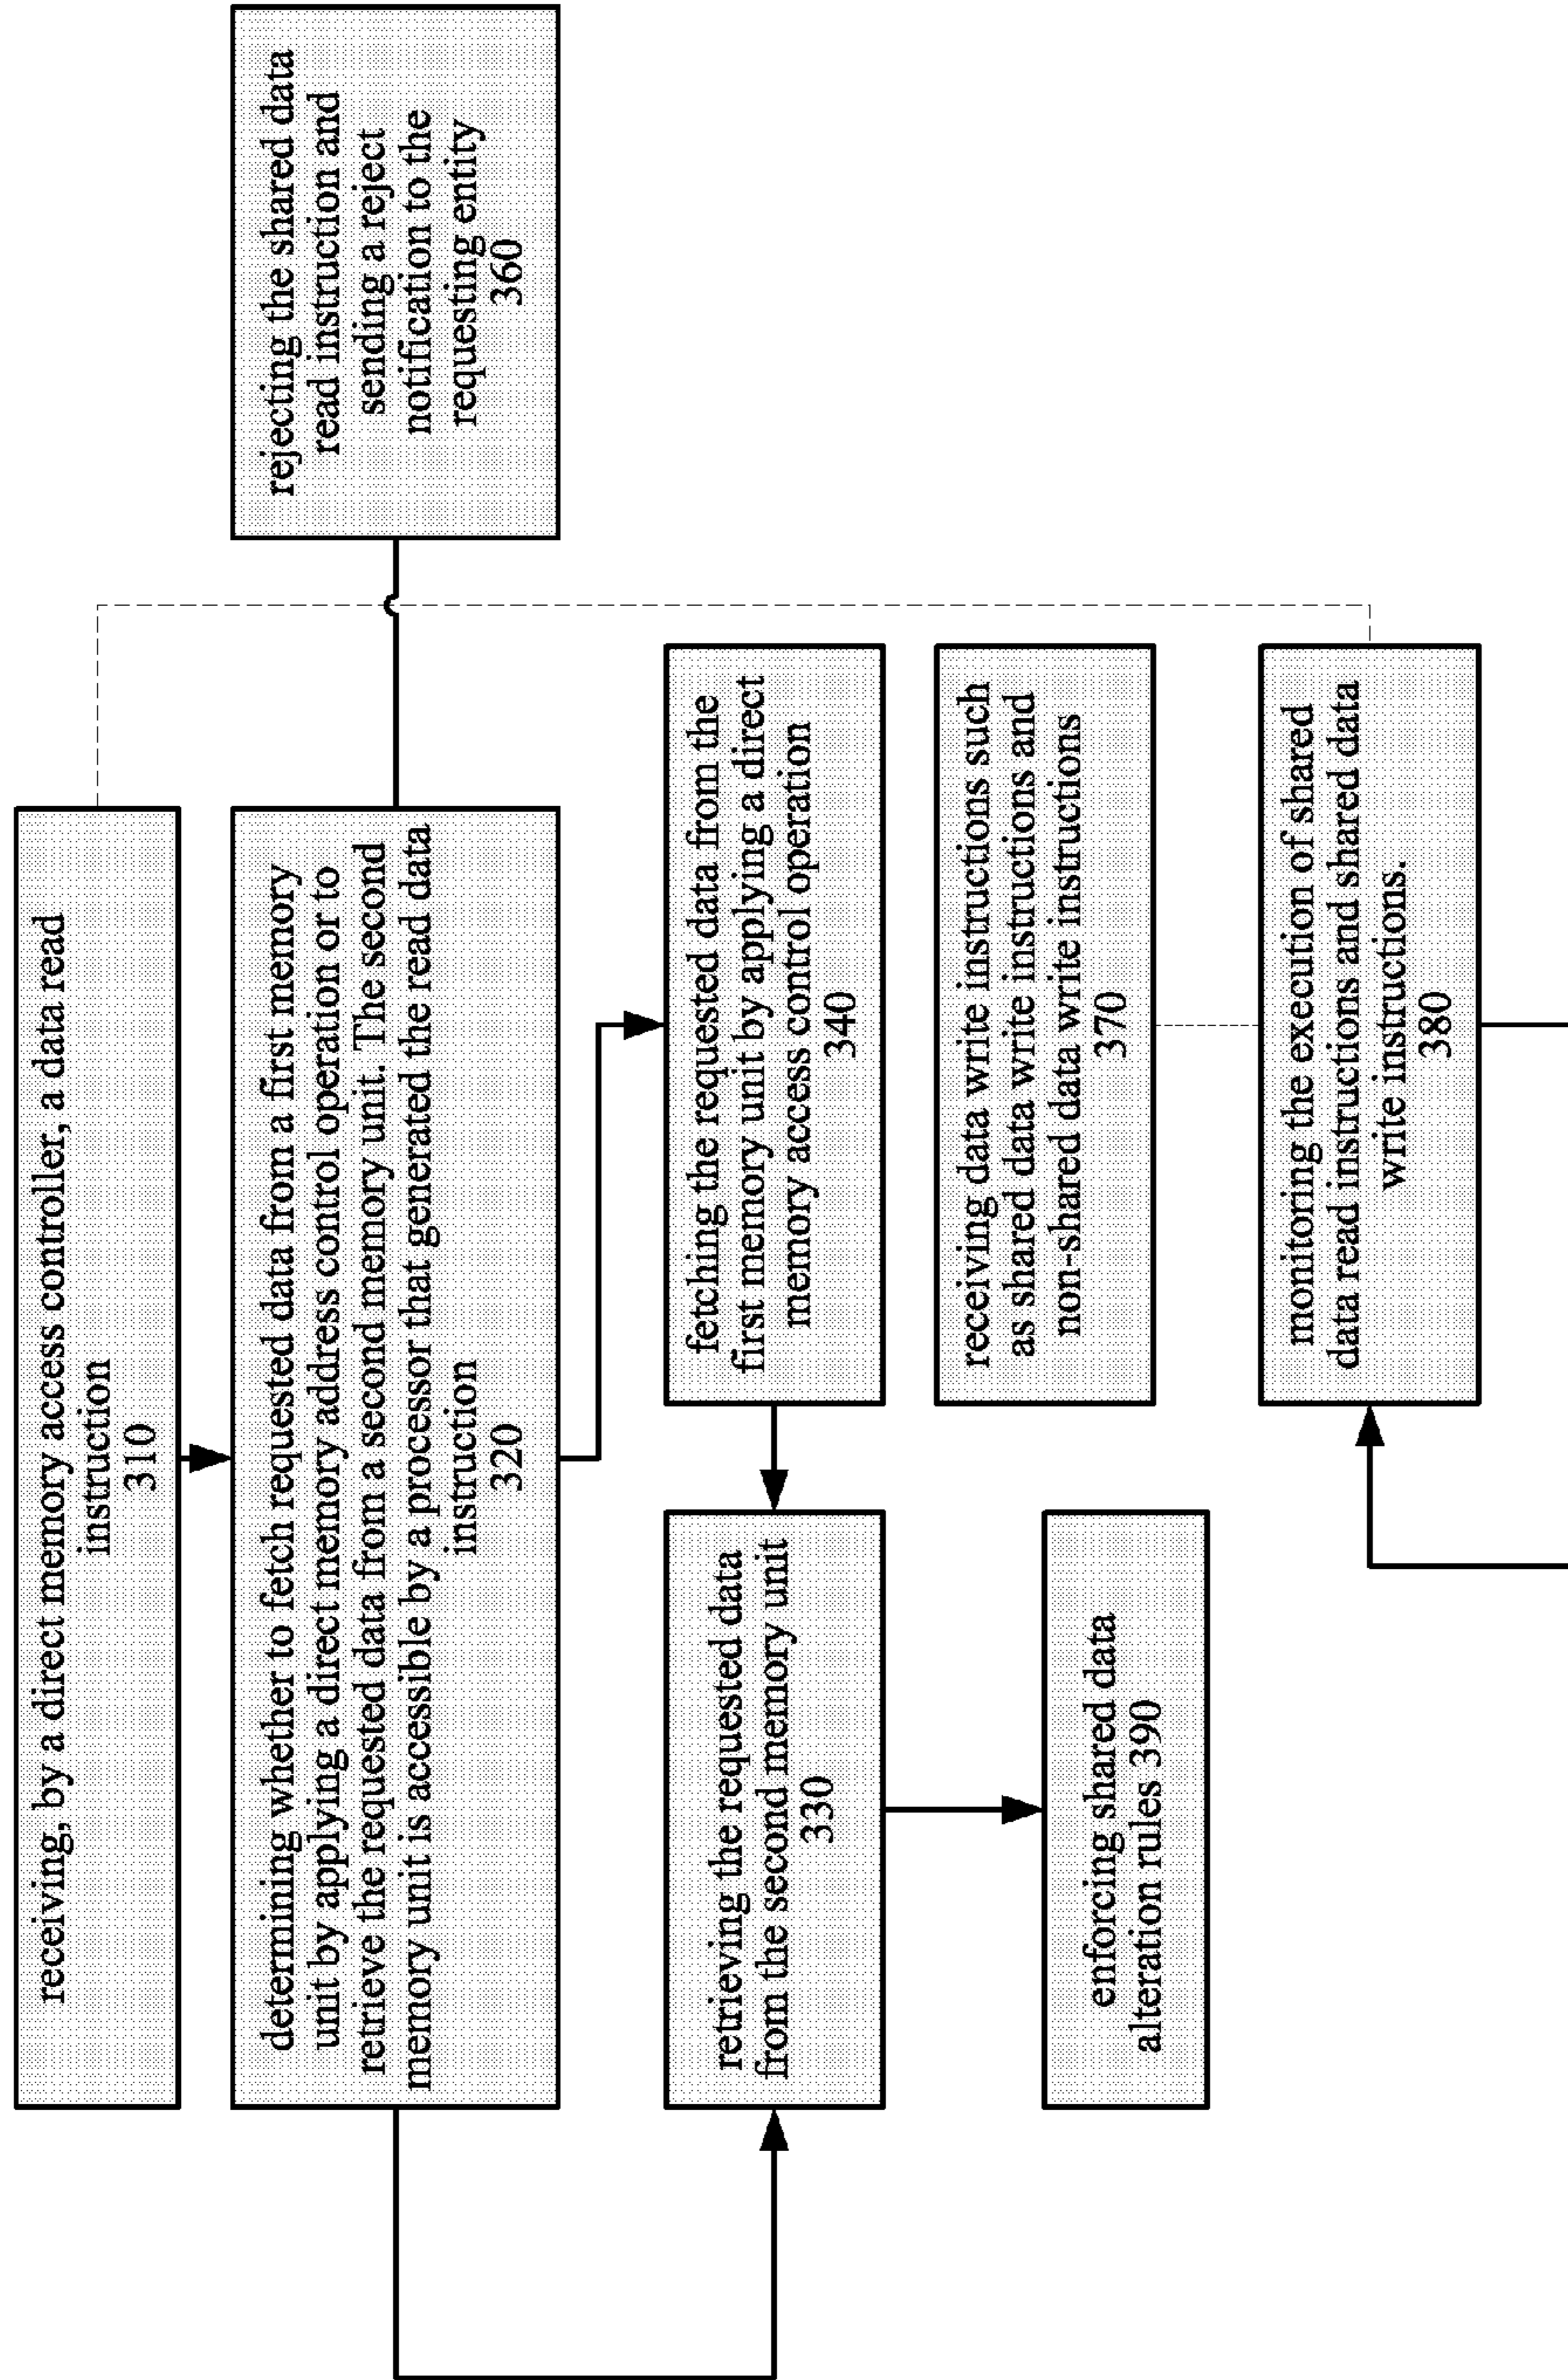 receiving, by a direct memory access controller, a data read
instruction
310
determining whether to fetch requested data from a first memory
unit by applying a direct memory address control operation or to
retrieve the requested data from a second memory unit. The second
memory unit is accessible by a processor that generated the read data
instruction
320
rejecting the shared data
read instruction and
sending a reject
notification to the
requesting entity
360
retrieving the requested data
from the second memory unit
330
fetching the requested data from the
first memory unit by applying a direct
memory access control operation
340
receiving data write instructions such
as shared data write instructions and
non-shared data write instructions
370
enforcing shared data
alteration rules 390
monitoring the execution of shared
data read instructions and shared data
write instructions.
380